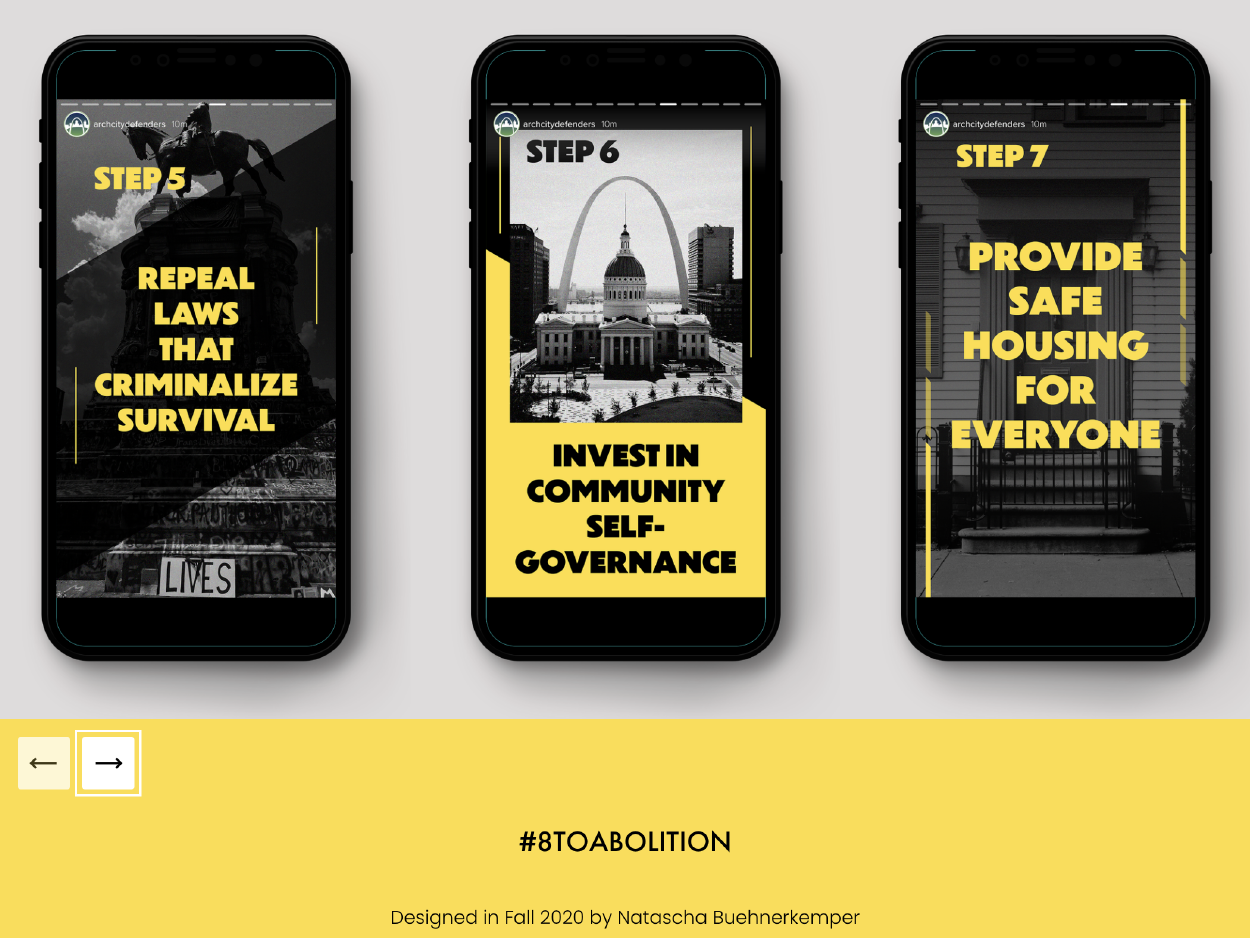 archcitydefenders 10m
STEP 5
REPEAL
LAWS
THAT
CRIMINALIZE
SURVIVAL
LIVES
archcitydefenders 10m
STEP 6
INVEST IN
COMMUNITY
SELF-
GOVERNANCE
archcitydefenders 10m
STEP 7
PROVIDE
SAFE
HOUSING
FOR
EVERYONE
#8TOABOLITION
Designed in Fall 2020 by Natascha Buehnerkemper